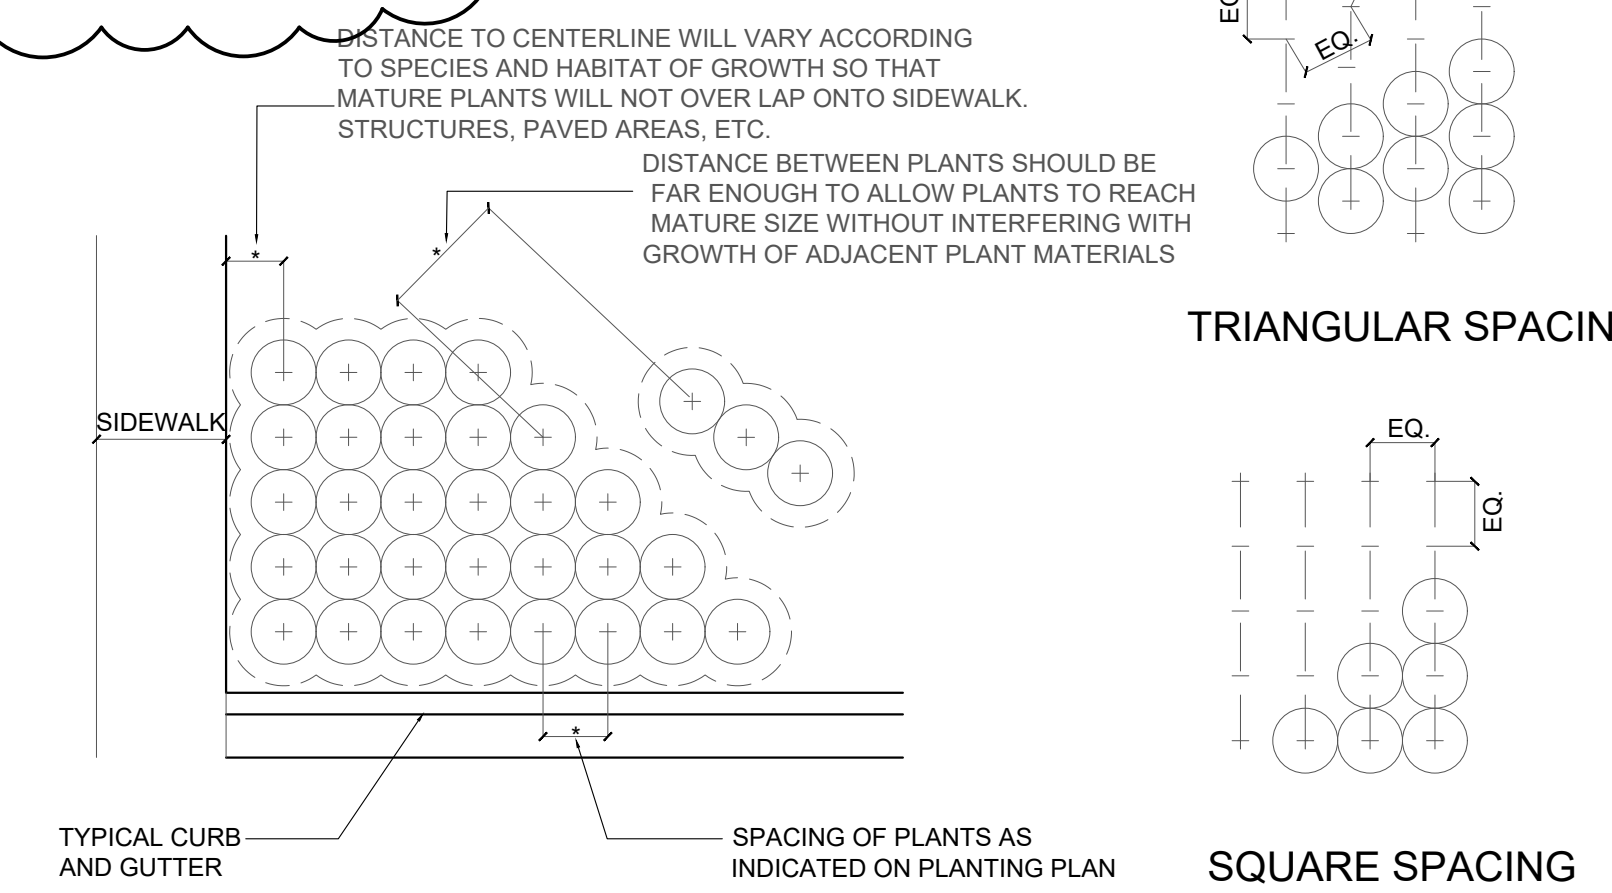 DISTANCE TO CENTERLINE WILL VARY ACCORDING
TO SPECIES AND HABITAT OF GROWTH SO THAT
MATURE PLANTS WILL NOT OVER LAP ONTO SIDEWALK.
STRUCTURES, PAVED AREAS, ETC.
DISTANCE BETWEEN PLANTS SHOULD BE
FAR ENOUGH TO ALLOW PLANTS TO REACH
MATURE SIZE WITHOUT INTERFERING WITH
GROWTH OF ADJACENT PLANT MATERIALS
*
*
SIDEWALK
*
TYPICAL CURB
AND GUTTER
SPACING OF PLANTS AS
INDICATED ON PLANTING PLAN
EQ.
TRIANGULAR SPACIN
EQ.
EQ.
SQUARE SPACING